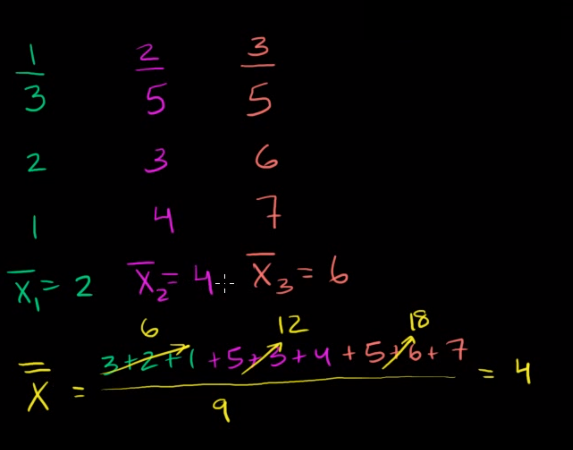 1 2 3
3 5 5
2 3 6
1 4 7
X̄₁ = 2 X̄₂ = 4 X̄₃ = 6
6 12 18
X̿ = 3+2+1 +5+3+4 +5+6+7 = 4
9